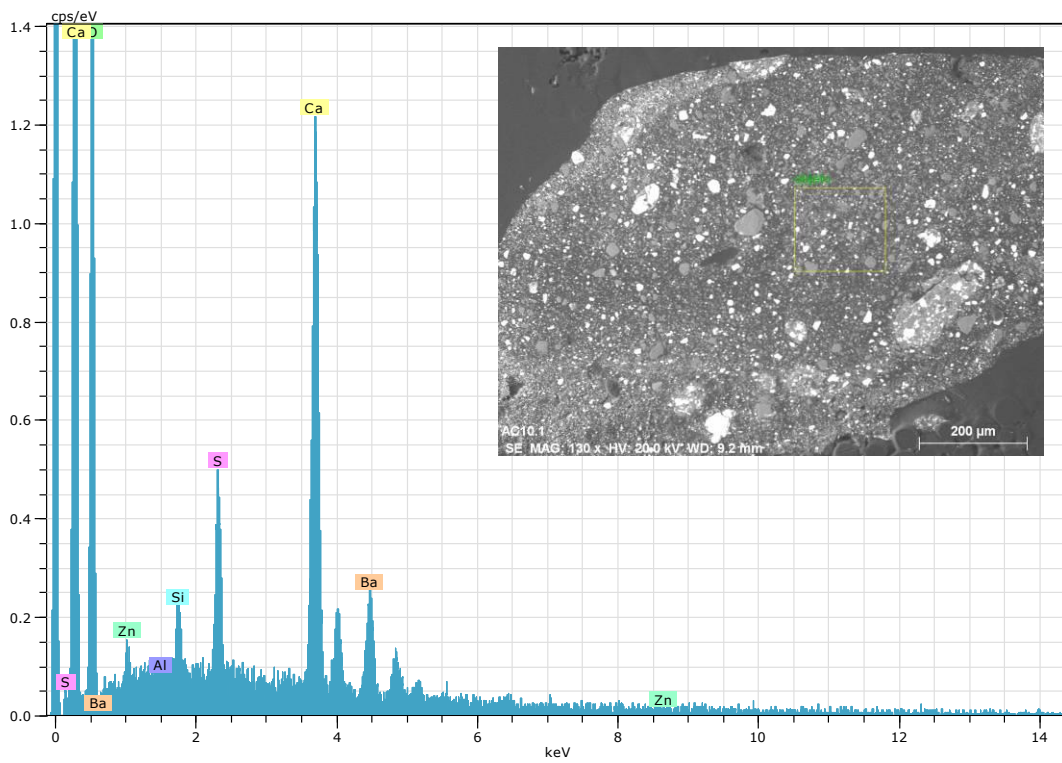 cps/eV
1.4
1.2
1.0
0.8
0.6
0.4
0.2
0.0
Ca O
Ca
S
Ba
Si
Zn
Al
S
Ba
Zn
0 2 4 6 8 10 12 14
keV
AC10.1
SE MAG: 130 x HV: 20.0 kV WD: 9.2 mm
200 µm